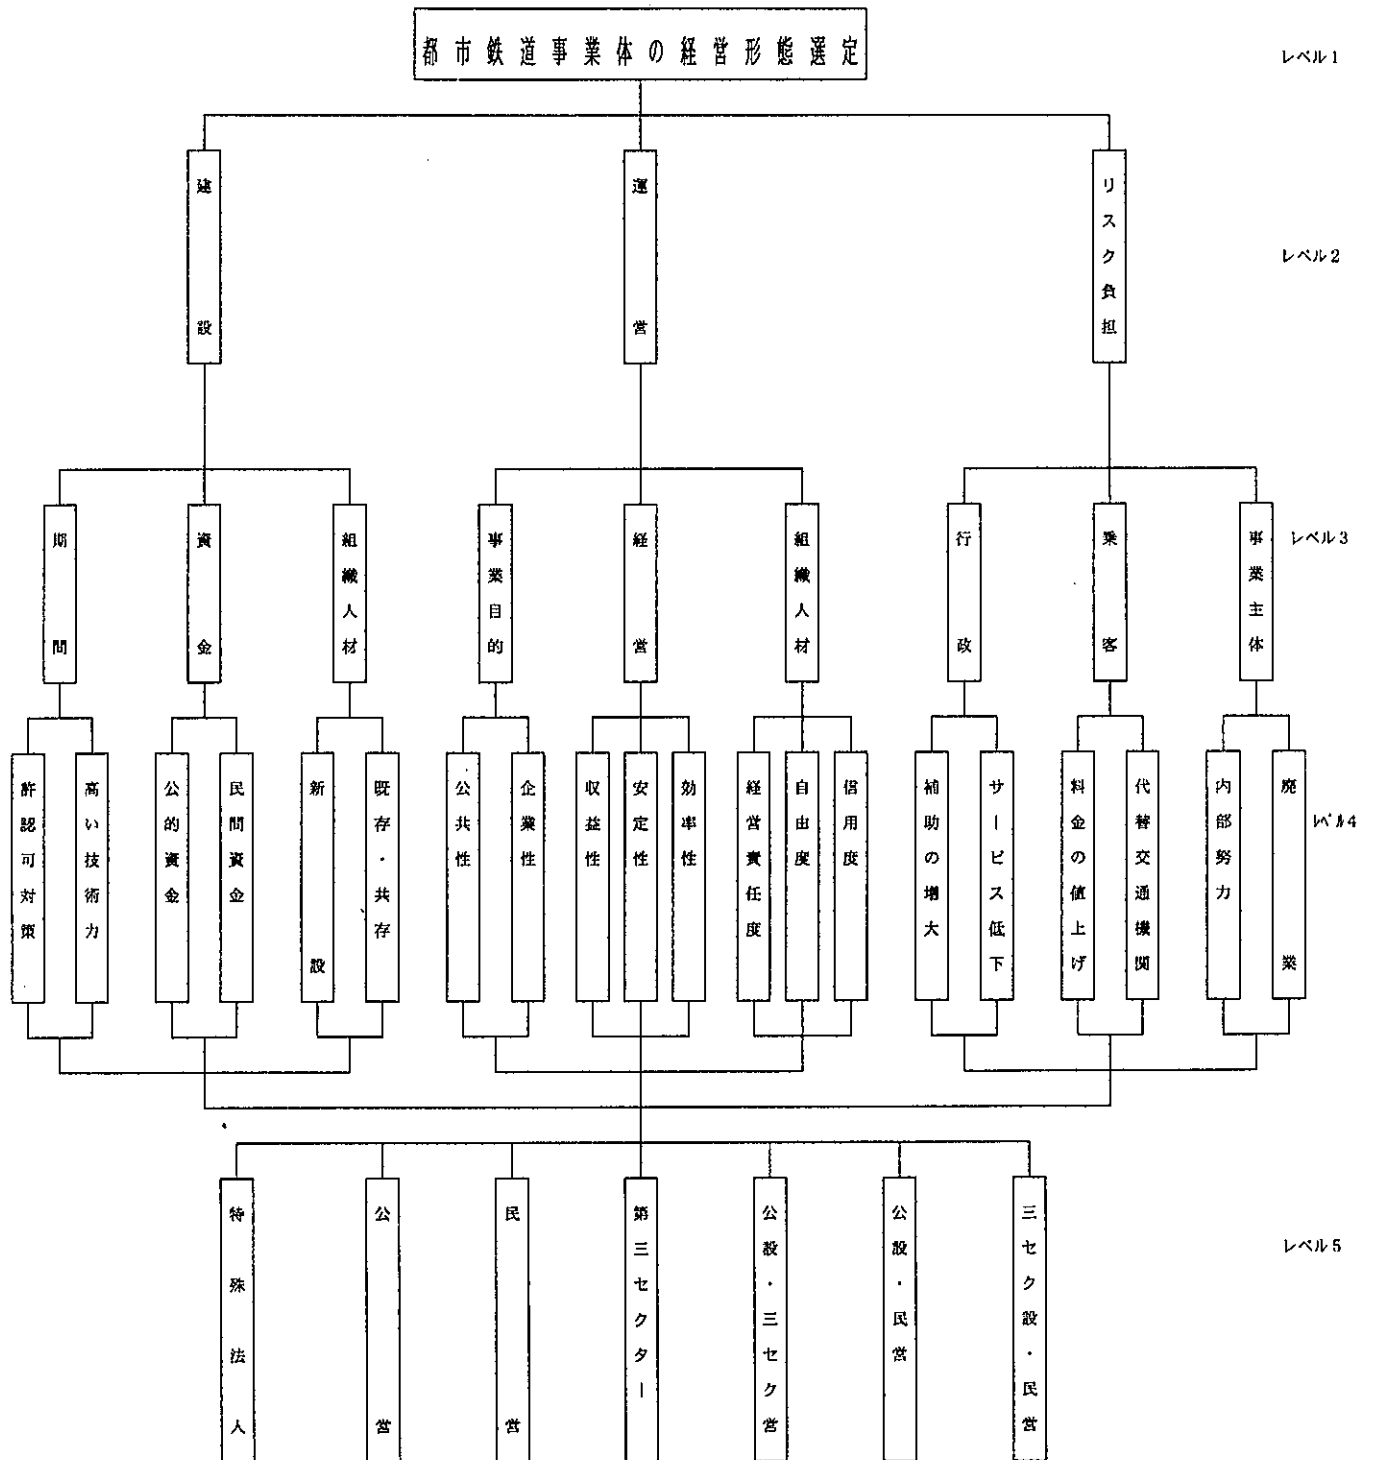 都市鉄道事業体の経営形態選定
レベル1
建設
運営
リスク負担
レベル2
期間
資金
組織人材
事業目的
経営
組織人材
行政
乗客
事業主体
レベル3
許認可対策
高い技術力
公的資金
民間資金
新設
既存・共存
公共性
企業性
収益性
安定性
効率性
経営責任度
自由度
信用度
補助の増大
サービス低下
料金の値上げ
代替交通機関
内部努力
廃業
レベル4
特殊法人
公営
民営
第三セクター
公設・三セク営
公設・民営
三セク設・民営
レベル5